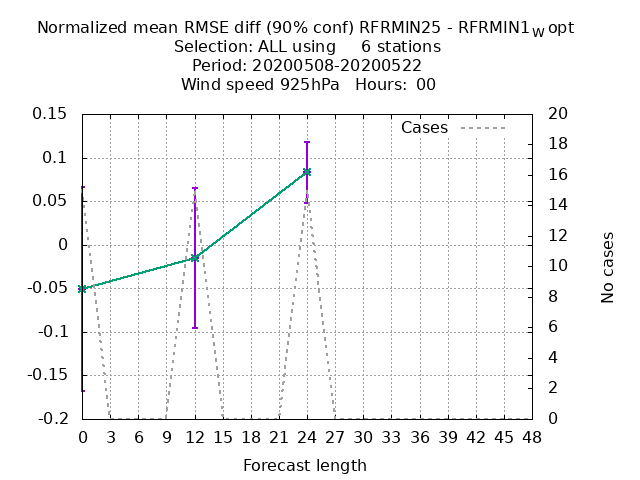 Normalized mean RMSE diff (90% conf) RFRMIN25 - RFRMIN1W opt
Selection: ALL using 6 stations
Period: 20200508-20200522
Wind speed 925hPa Hours: 00
Cases
0.15
0.1
0.05
0
-0.05
-0.1
-0.15
-0.2
20
18
16
14
12
10
8
6
4
2
0
No cases
0 3 6 9 12 15 18 21 24 27 30 33 36 39 42 45 48
Forecast length